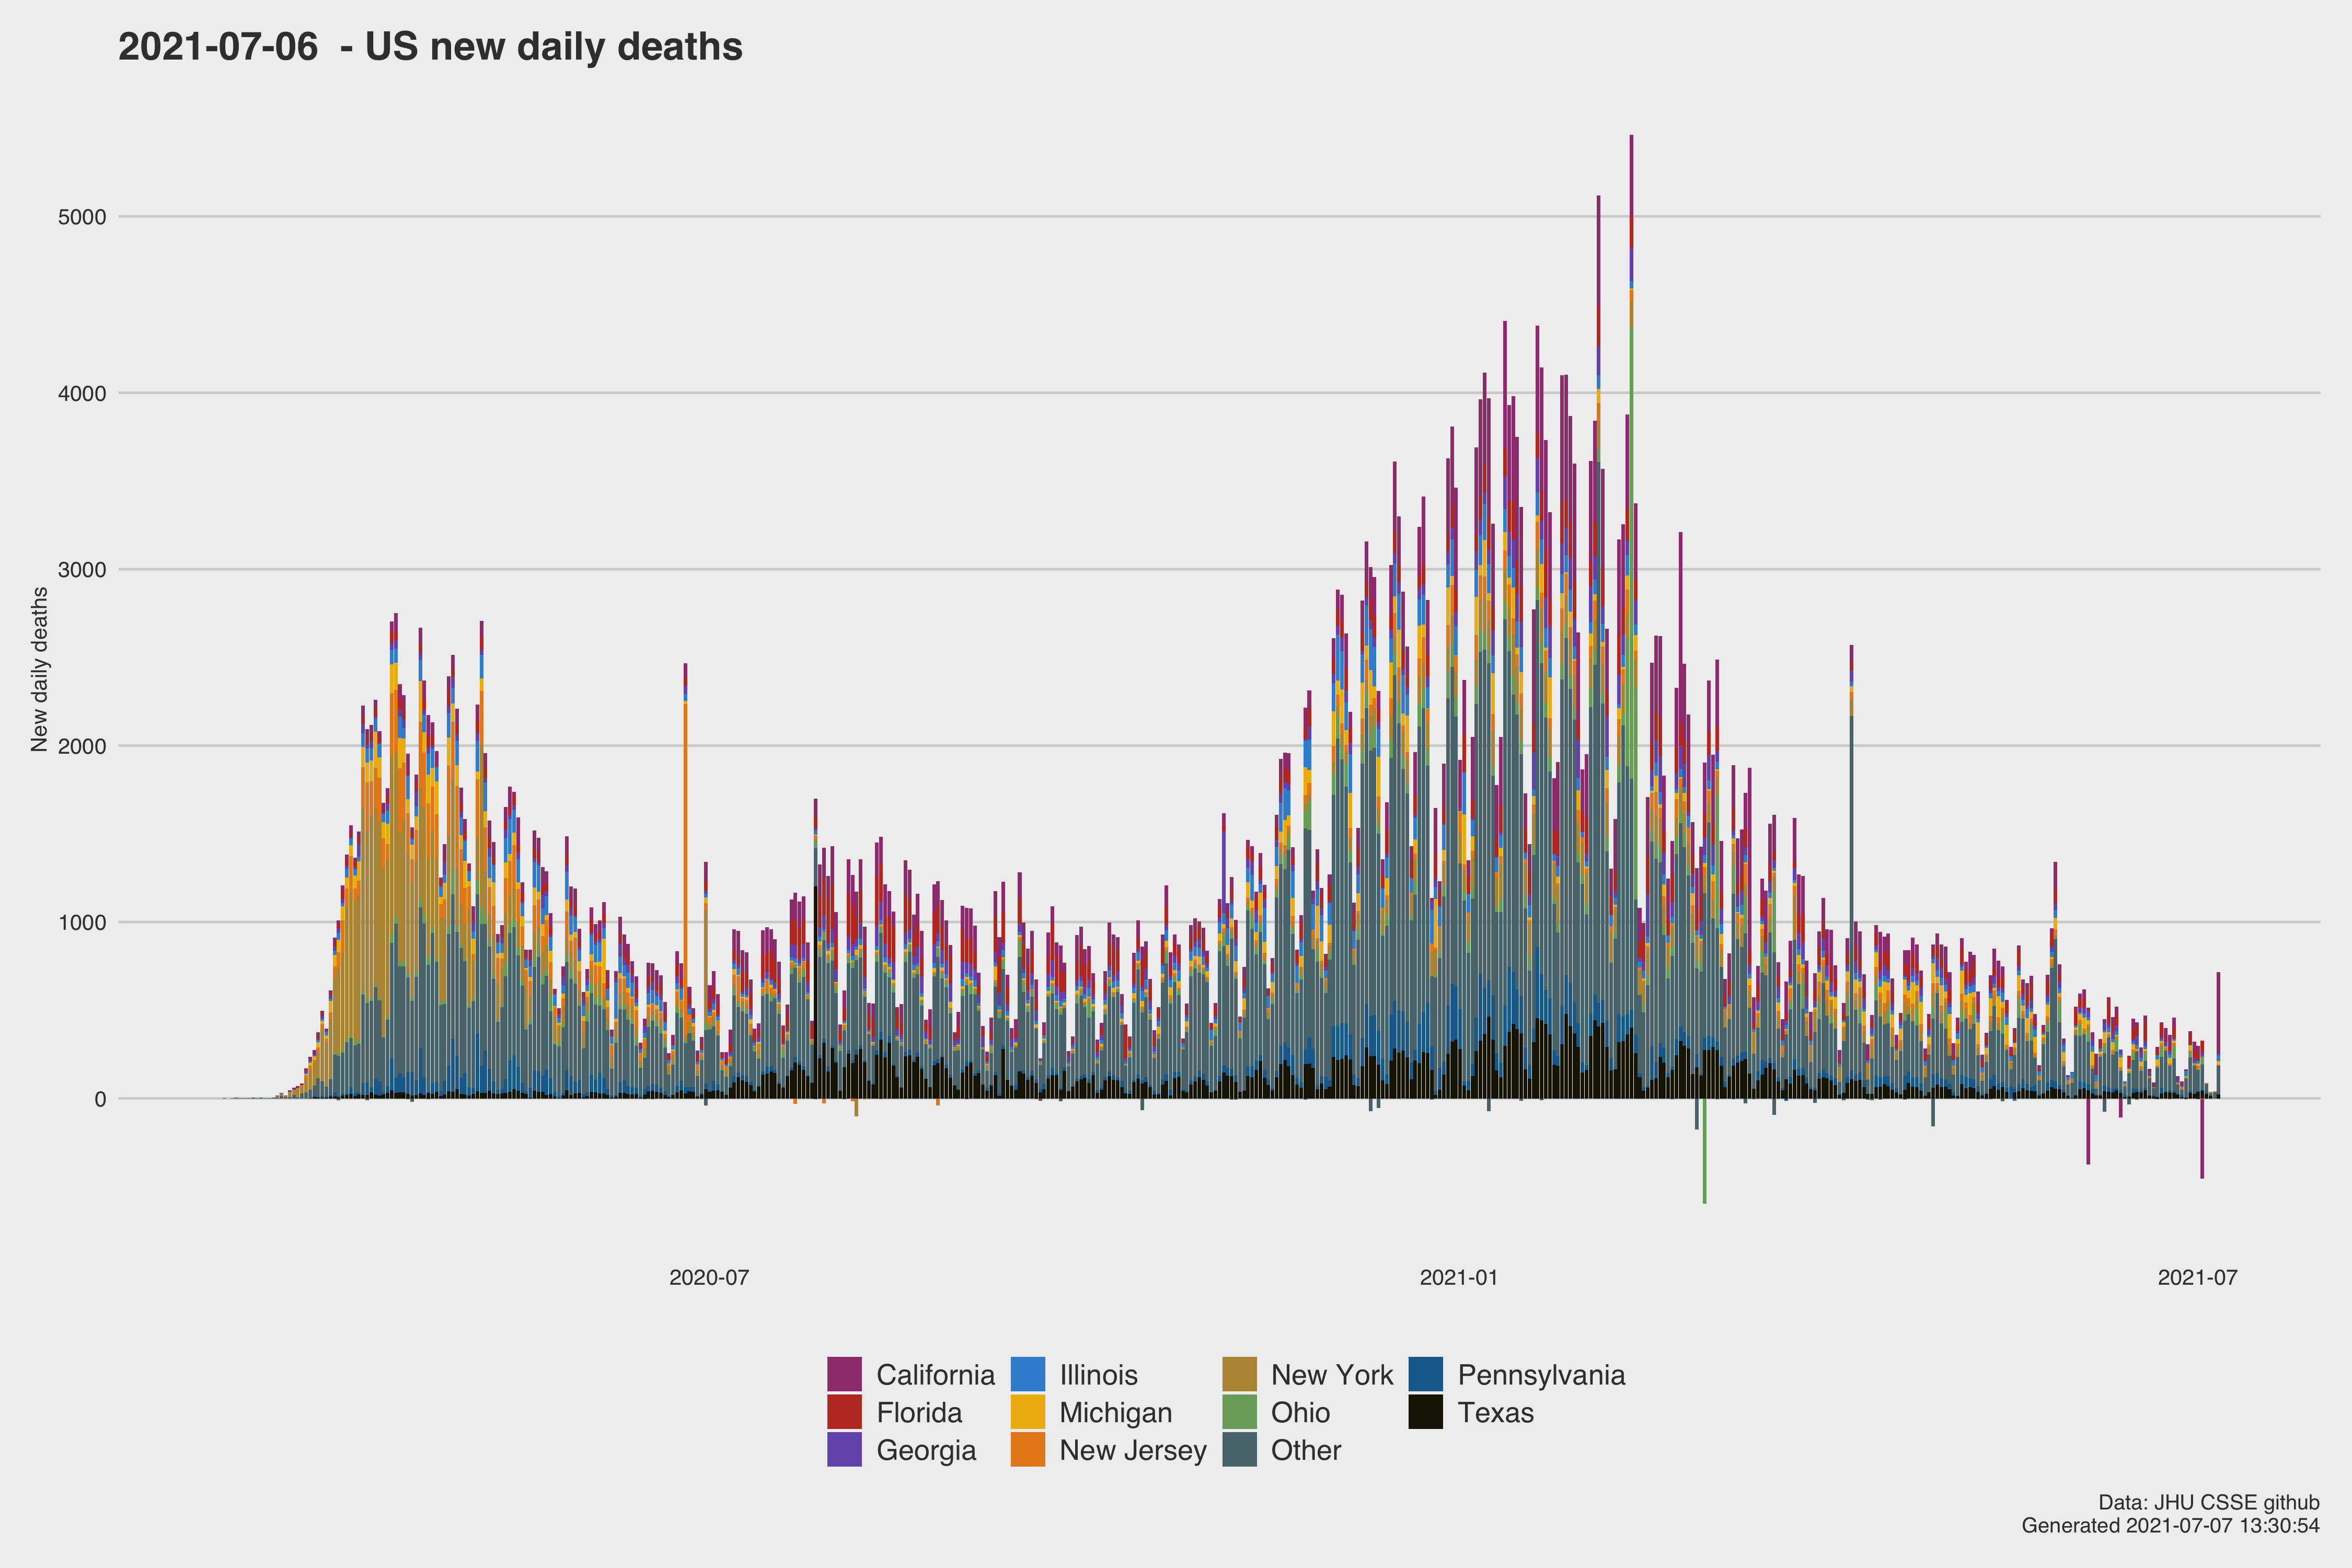 2021-07-06  - US new daily deaths
New daily deaths
5000
4000
3000
2000
1000
0
2020-07
2021-01
2021-07
California
Illinois
New York
Pennsylvania
Florida
Michigan
Ohio
Texas
Georgia
New Jersey
Other
Data: JHU CSSE github
Generated 2021-07-07 13:30:54